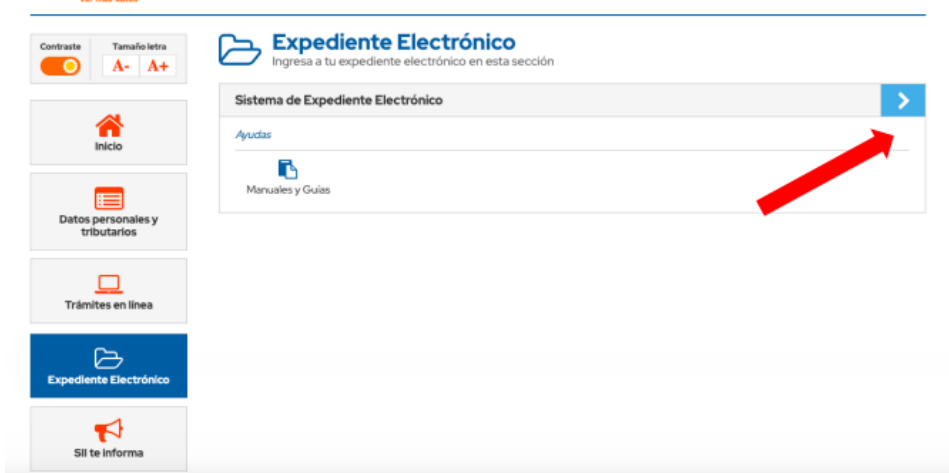 Contraste
Tamaño letra
A- A+
Expediente Electrónico
Ingresa a tu expediente electrónico en esta sección
Sistema de Expediente Electrónico
Ayudas
Manuales y Guías
Inicio
Datos personales y
tributarios
Trámites en línea
Expediente Electrónico
SII te informa